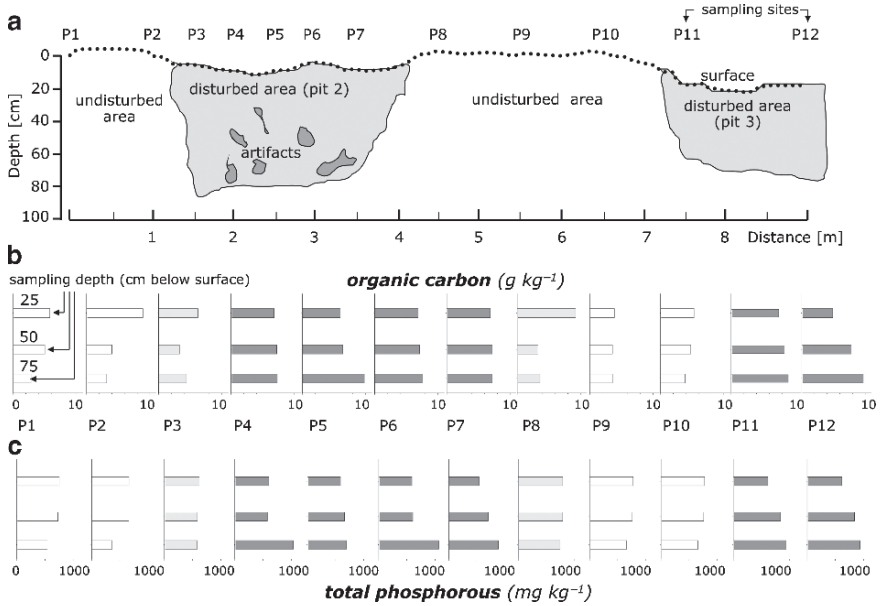 a
sampling sites
P1 P2 P3 P4 P5 P6 P7 P8 P9 P10 P11 P12
0
20
40
60
80
100
Depth [cm]
undisturbed area
disturbed area (pit 2)
artifacts
undisturbed area
surface
disturbed area (pit 3)
1 2 3 4 5 6 7 8 Distance [m]
b
sampling depth (cm below surface)
organic carbon (g kg⁻¹)
25
50
75
0 10 10 10 10 10 10 10 10 10 10 10 10
P1 P2 P3 P4 P5 P6 P7 P8 P9 P10 P11 P12
c
0 1000 1000 1000 1000 1000 1000 1000 1000 1000 1000 1000 1000
total phosphorous (mg kg⁻¹)